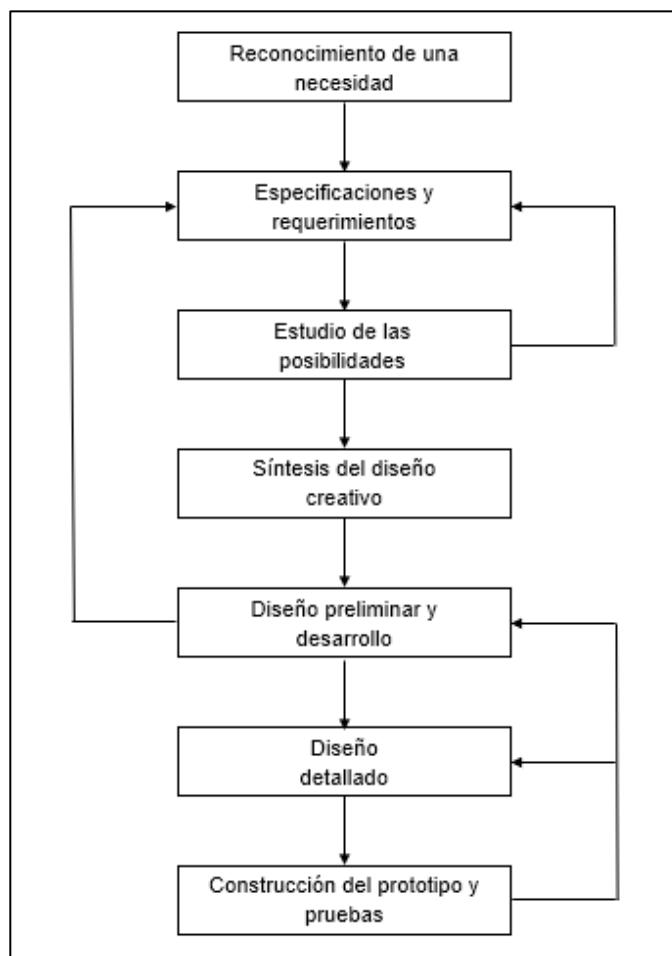 Reconocimiento de una
necesidad
Especificaciones y
requerimientos
Estudio de las
posibilidades
Síntesis del diseño
creativo
Diseño preliminar y
desarrollo
Diseño
detallado
Construcción del prototipo y
pruebas